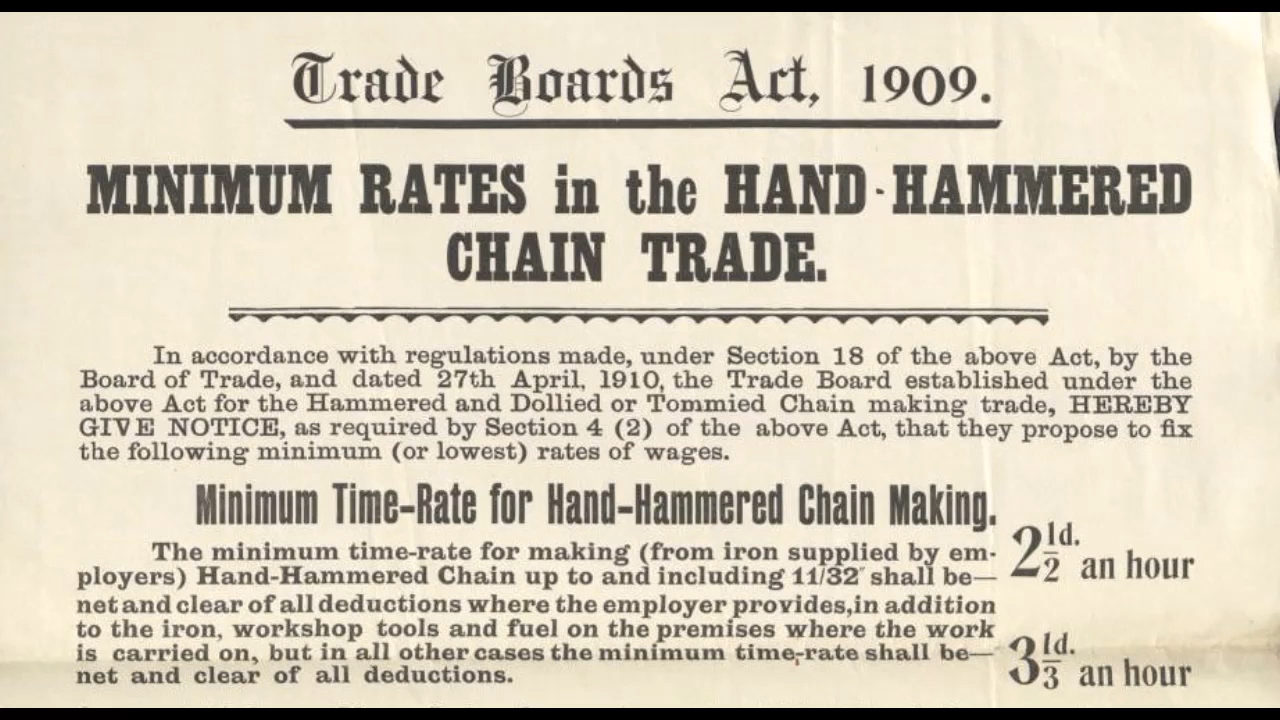 Trade Boards Act, 1909.
MINIMUM RATES in the HAND-HAMMERED
CHAIN TRADE.
In accordance with regulations made, under Section 18 of the above Act, by the
Board of Trade, and dated 27th April, 1910, the Trade Board established under the
above Act for the Hammered and Dollied or Tommied Chain making trade, HEREBY
GIVE NOTICE, as required by Section 4 (2) of the above Act, that they propose to fix
the following minimum (or lowest) rates of wages.
Minimum Time-Rate for Hand-Hammered Chain Making.
The minimum time-rate for making (from iron supplied by em-
ployers) Hand-Hammered Chain up to and including 11/32" shall be—
2½d. an hour
net and clear of all deductions where the employer provides, in addition
to the iron, workshop tools and fuel on the premises where the work
is carried on, but in all other cases the minimum time-rate shall be—
3⅓d. an hour
net and clear of all deductions.